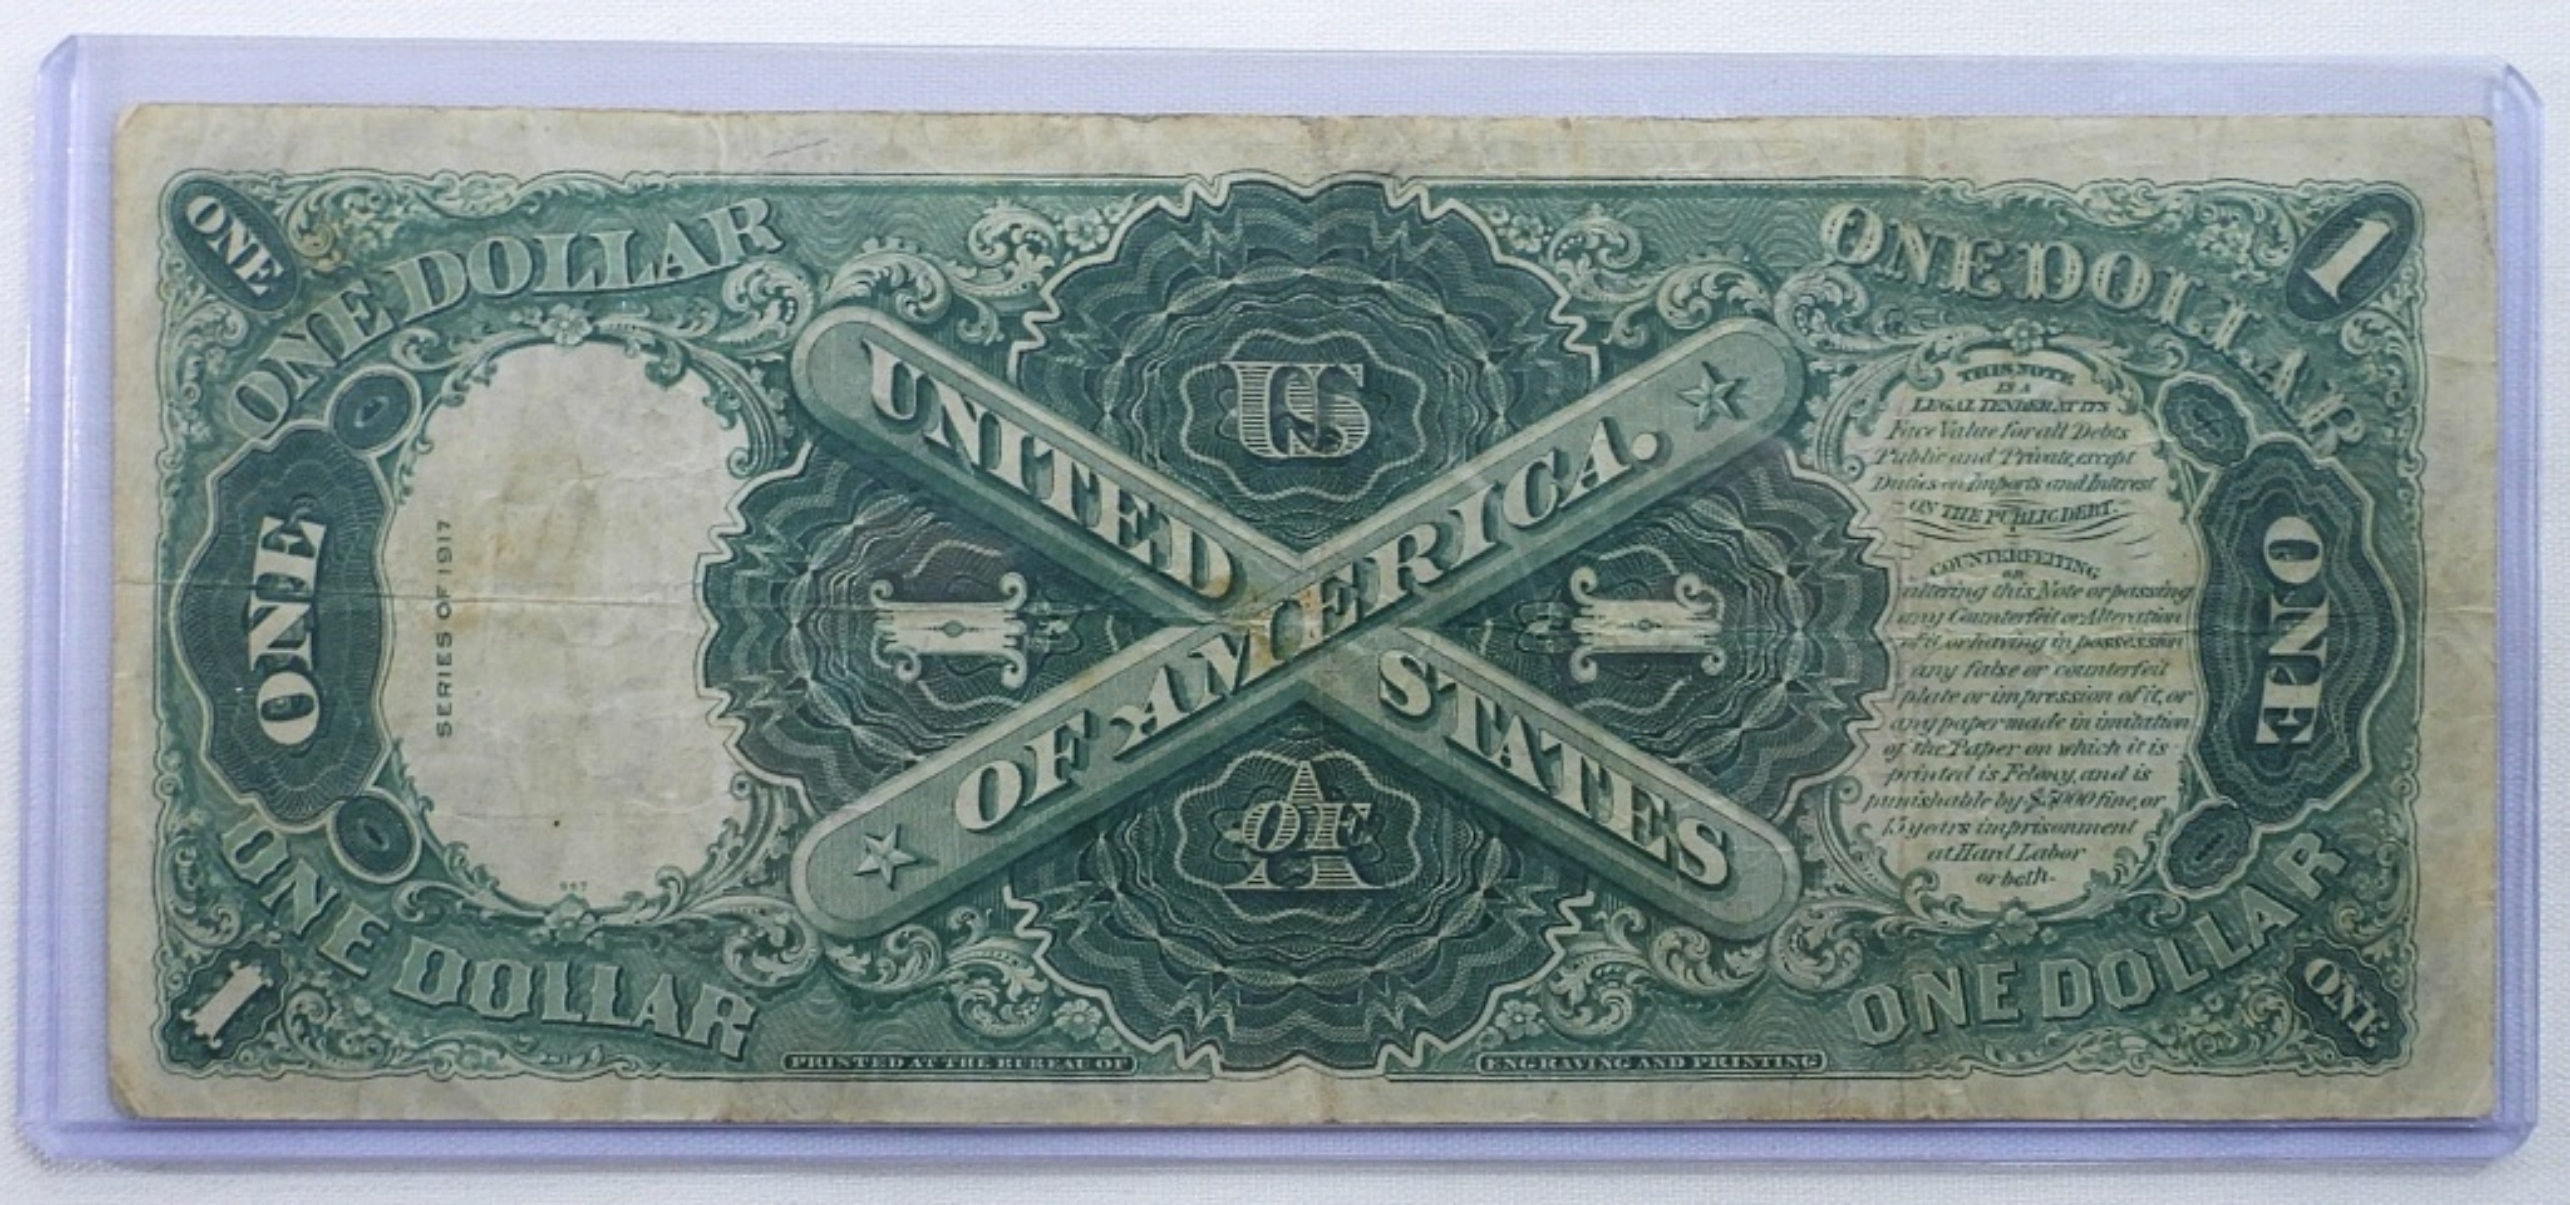 ONE
ONE DOLLAR
ONE DOLLAR
1
US
UNITED STATES
OF AMERICA.
1
1
OF
A
ONE
SERIES OF 1917
947
THIS NOTE
IS A
LEGAL TENDER AT ITS
Face Value for all Debts
Public and Private, except
Duties on Imports and Interest
ON THE PUBLIC DEBT.
COUNTERFEITING
or
altering this Note or passing
any Counterfeit or Alteration
of it, or having in possession
any false or counterfeit
plate or impression of it, or
any paper made in imitation
of the Paper on which it is
printed is Felony, and is
punishable by $5000 fine, or
15 years imprisonment
at Hard Labor
or both.
ONE
ONE DOLLAR
ONE DOLLAR
1
PRINTED AT THE BUREAU OF
ENGRAVING AND PRINTING
ONE